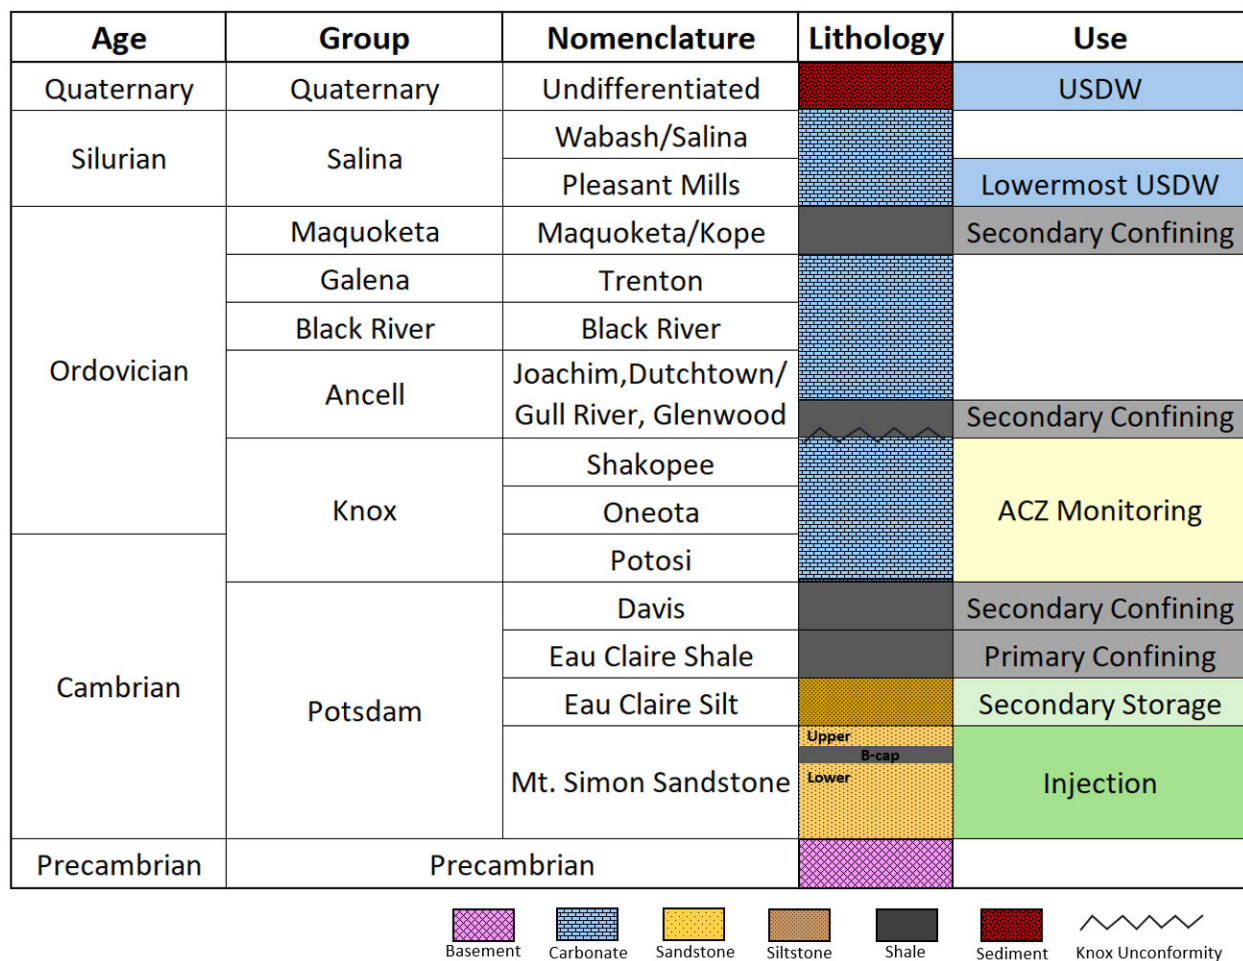 Age Group Nomenclature Lithology Use
Quaternary Quaternary Undifferentiated USDW
Silurian Salina Wabash/Salina
Pleasant Mills Lowermost USDW
Ordovician Maquoketa Maquoketa/Kope Secondary Confining
Galena Trenton
Black River Black River
Ancell Joachim,Dutchtown/
Gull River, Glenwood Secondary Confining
Knox Shakopee ACZ Monitoring
Oneota
Cambrian Potosi
Potsdam Davis Secondary Confining
Eau Claire Shale Primary Confining
Eau Claire Silt Secondary Storage
Mt. Simon Sandstone Upper Injection
B-cap
Lower
Precambrian Precambrian
Basement Carbonate Sandstone Siltstone Shale Sediment Knox Unconformity